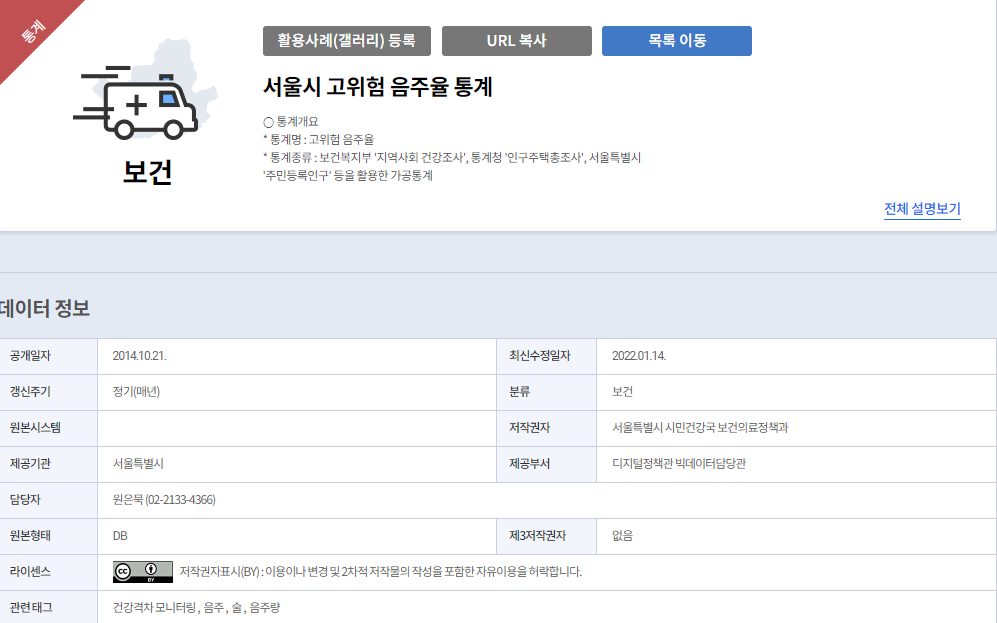 통계
보건
활용사례(갤러리) 등록 URL 복사 목록 이동
서울시 고위험 음주율 통계
○ 통계개요
* 통계명 : 고위험 음주율
* 통계종류 : 보건복지부 '지역사회 건강조사', 통계청 '인구주택총조사', 서울특별시
'주민등록인구' 등을 활용한 가공통계
전체 설명보기
데이터 정보
공개일자 2014.10.21. 최신수정일자 2022.01.14.
갱신주기 정기(매년) 분류 보건
원본시스템 저작권자 서울특별시 시민건강국 보건의료정책과
제공기관 서울특별시 제공부서 디지털정책관 빅데이터담당관
담당자 원은묵 (02-2133-4366)
원본형태 DB 제3저작권자 없음
라이센스 cc BY 저작권자표시(BY) : 이용이나 변경 및 2차적 저작물의 작성을 포함한 자유이용을 허락합니다.
관련 태그 건강격차 모니터링 , 음주 , 술 , 음주량